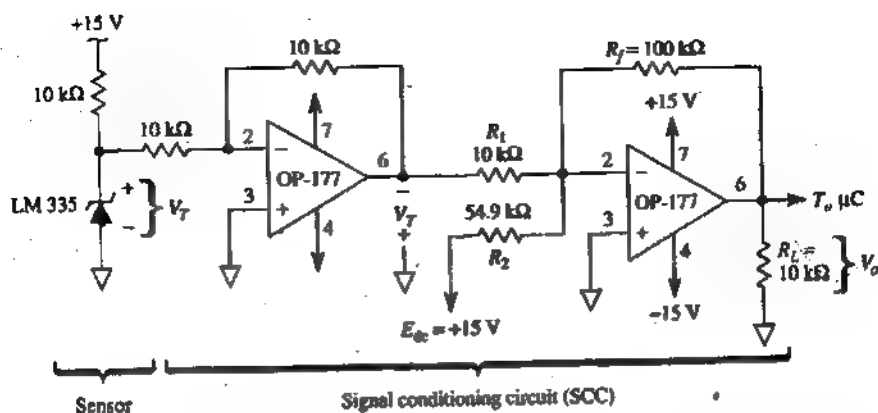 +15 V
10 kΩ
10 kΩ
10 kΩ
LM 335
+
−
V_T
2
3
−
+
7
4
6
OP-177
−
V_T
+
R_1
10 kΩ
54.9 kΩ
R_2
E_dc = +15 V
R_f = 100 kΩ
+15 V
2
3
−
+
7
4
6
OP-177
−15 V
T_o μC
R_L =
10 kΩ
V_o
Sensor
Signal conditioning circuit (SCC)